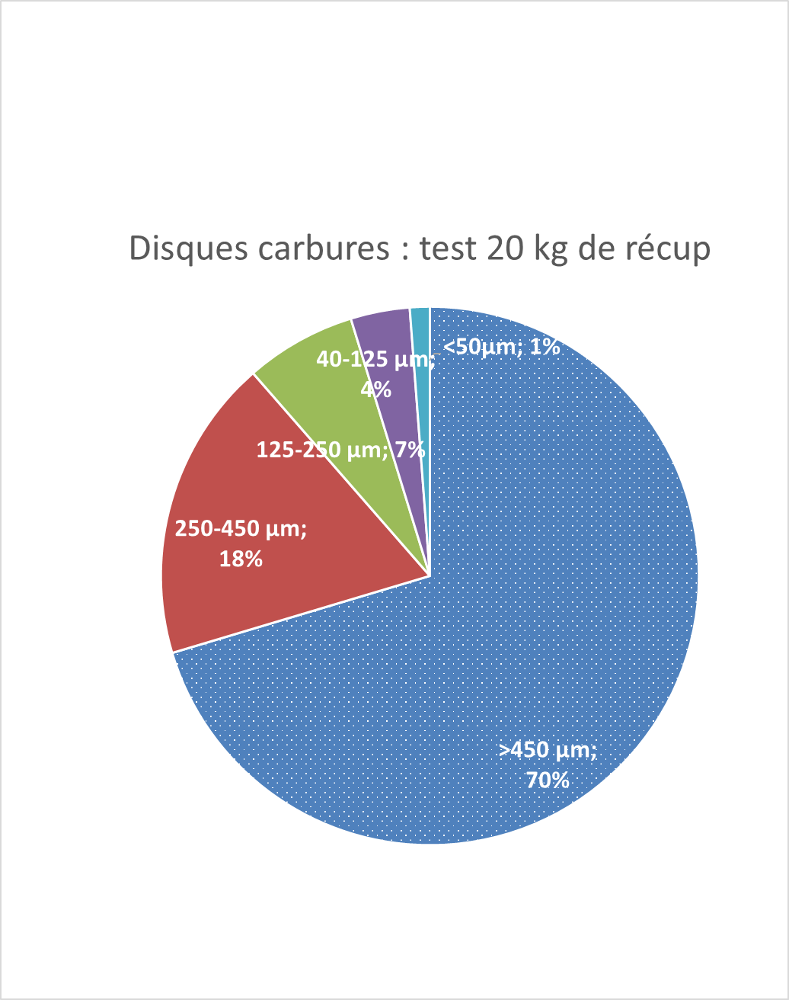 Disques carbures : test 20 kg de récup
<50µm; 1%
40-125 µm;
4%
125-250 µm; 7%
250-450 µm;
18%
>450 µm;
70%